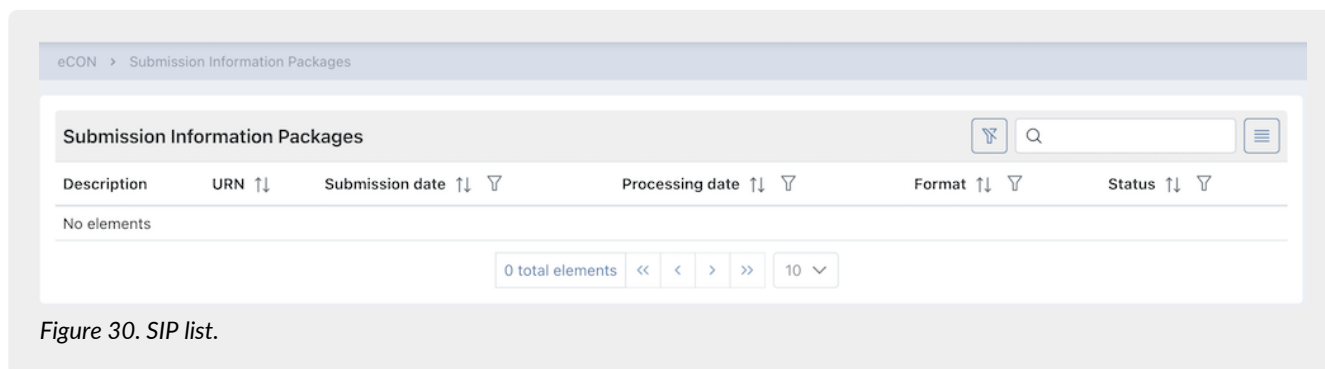 eCON > Submission Information Packages
Submission Information Packages
Description URN Submission date Processing date Format Status
No elements
0 total elements << < > >> 10
Figure 30. SIP list.